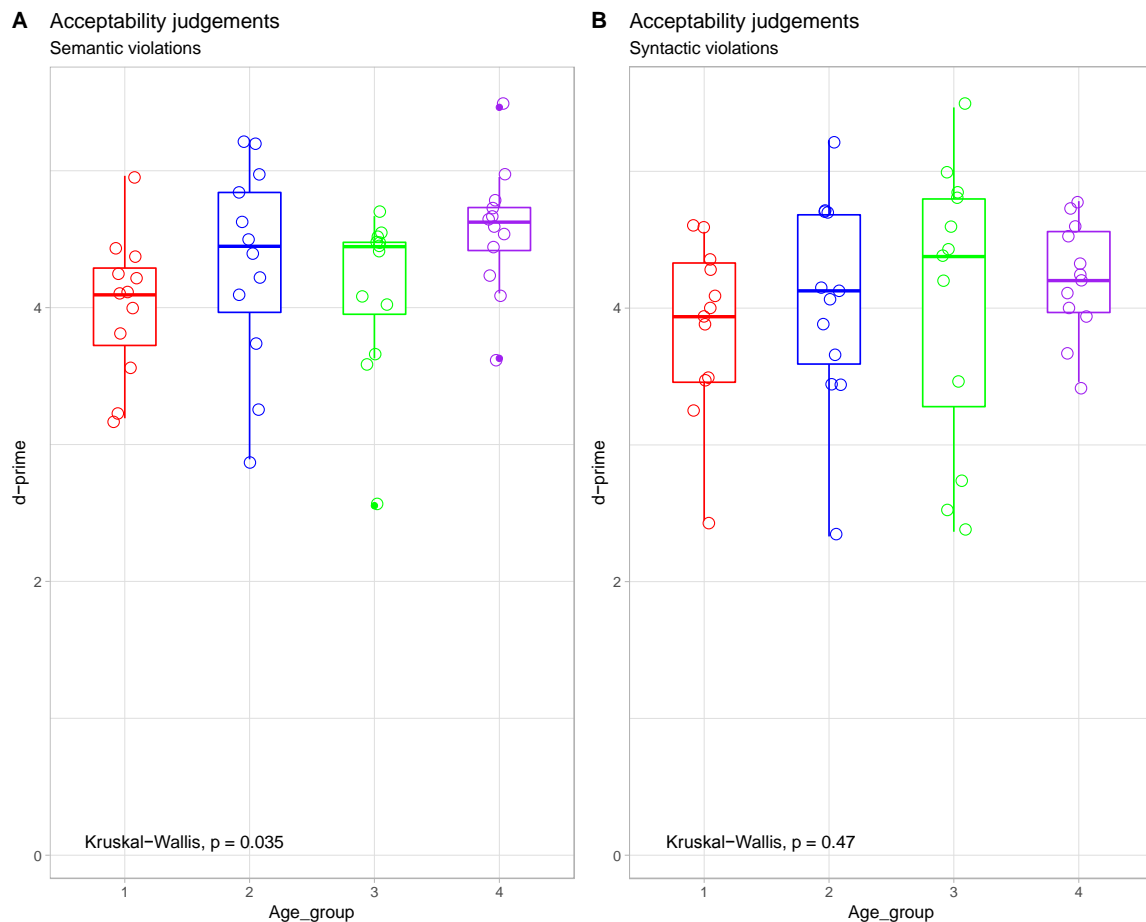 A Acceptability judgements
Semantic violations
d−prime
4
2
0
Kruskal−Wallis, p = 0.035
1 2 3 4
Age_group
B Acceptability judgements
Syntactic violations
d−prime
4
2
0
Kruskal−Wallis, p = 0.47
1 2 3 4
Age_group